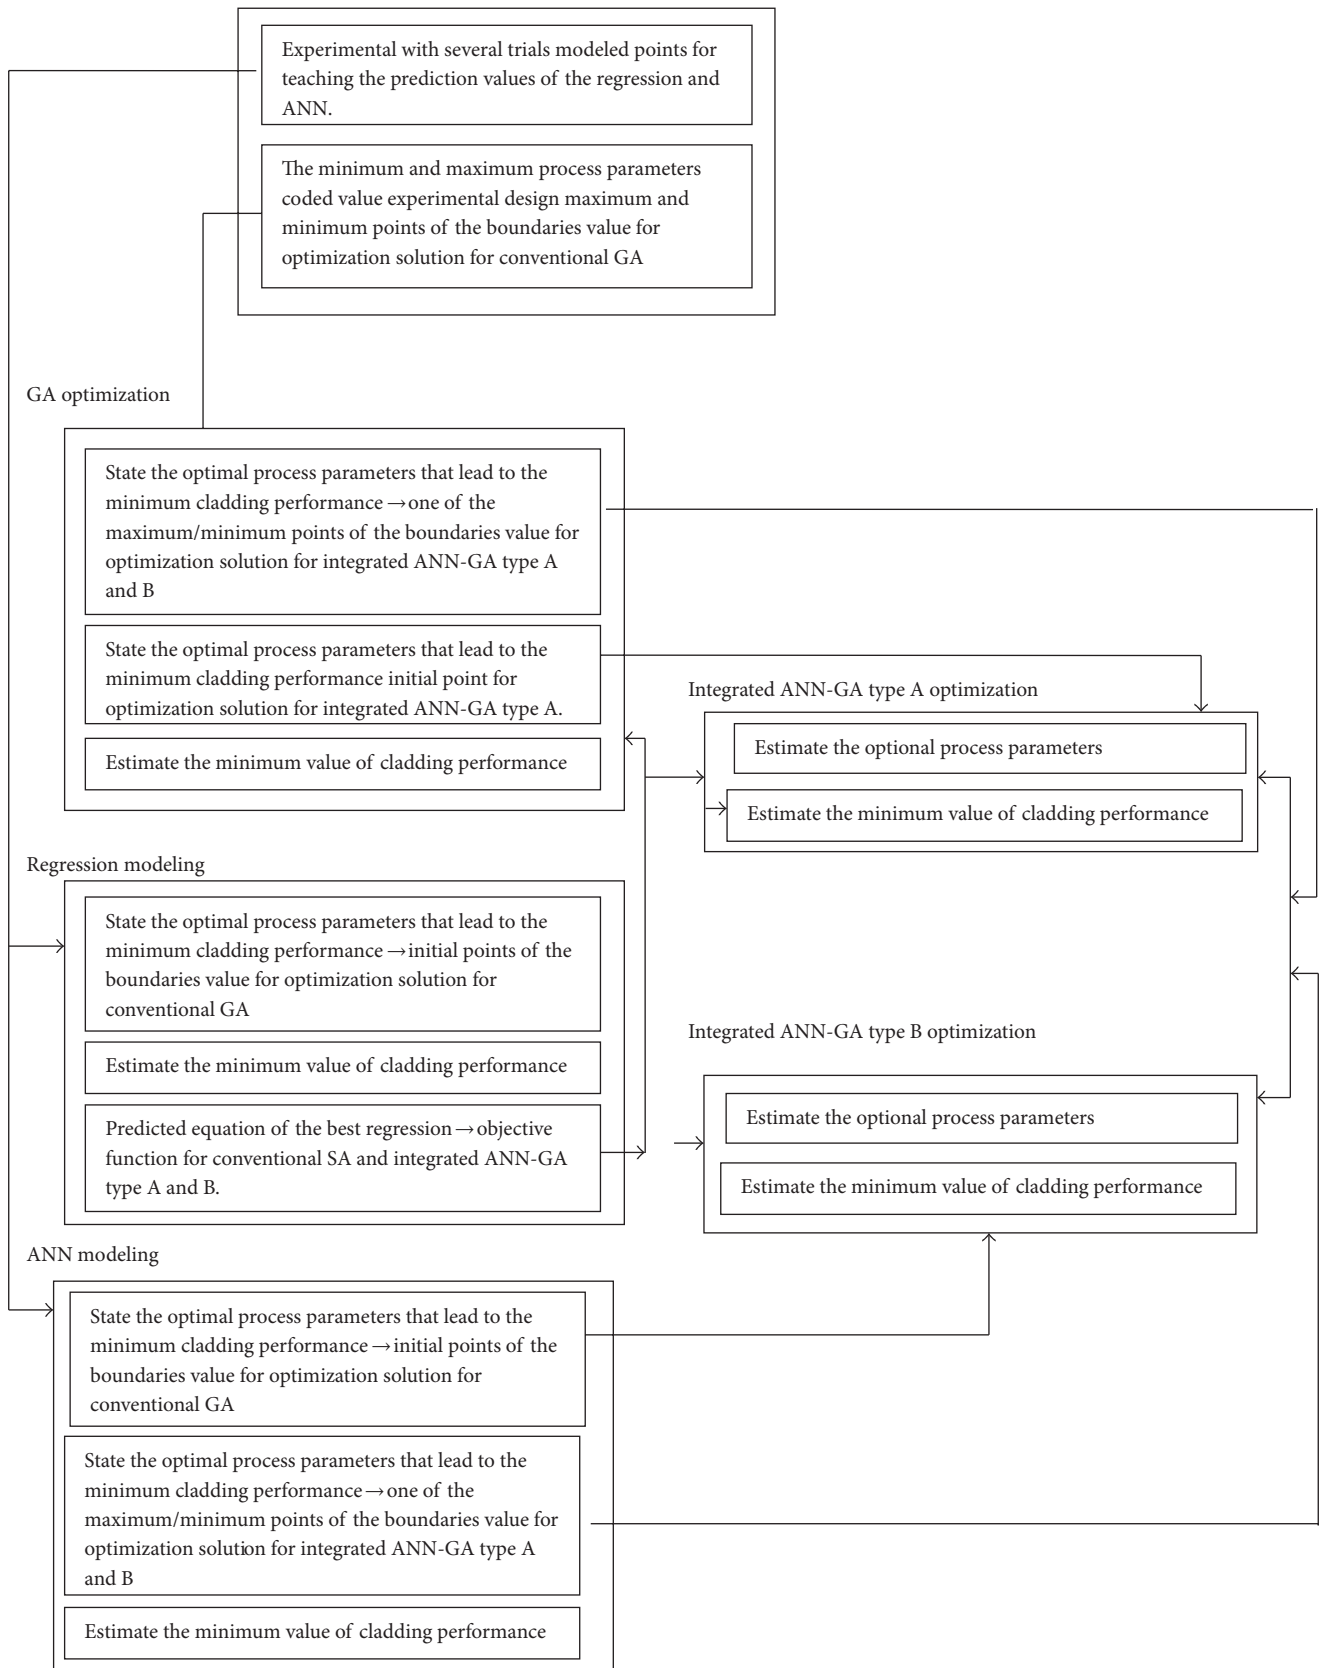 Experimental with several trials modeled points for
teaching the prediction values of the regression and
ANN.
The minimum and maximum process parameters
coded value experimental design maximum and
minimum points of the boundaries value for
optimization solution for conventional GA
GA optimization
State the optimal process parameters that lead to the
minimum cladding performance → one of the
maximum/minimum points of the boundaries value for
optimization solution for integrated ANN-GA type A
and B
State the optimal process parameters that lead to the
minimum cladding performance initial point for
optimization solution for integrated ANN-GA type A.
Estimate the minimum value of cladding performance
Integrated ANN-GA type A optimization
Estimate the optional process parameters
Estimate the minimum value of cladding performance
Regression modeling
State the optimal process parameters that lead to the
minimum cladding performance → initial points of the
boundaries value for optimization solution for
conventional GA
Estimate the minimum value of cladding performance
Predicted equation of the best regression → objective
function for conventional SA and integrated ANN-GA
type A and B.
Integrated ANN-GA type B optimization
Estimate the optional process parameters
Estimate the minimum value of cladding performance
ANN modeling
State the optimal process parameters that lead to the
minimum cladding performance → initial points of the
boundaries value for optimization solution for
conventional GA
State the optimal process parameters that lead to the
minimum cladding performance → one of the
maximum/minimum points of the boundaries value for
optimization solution for integrated ANN-GA type A
and B
Estimate the minimum value of cladding performance